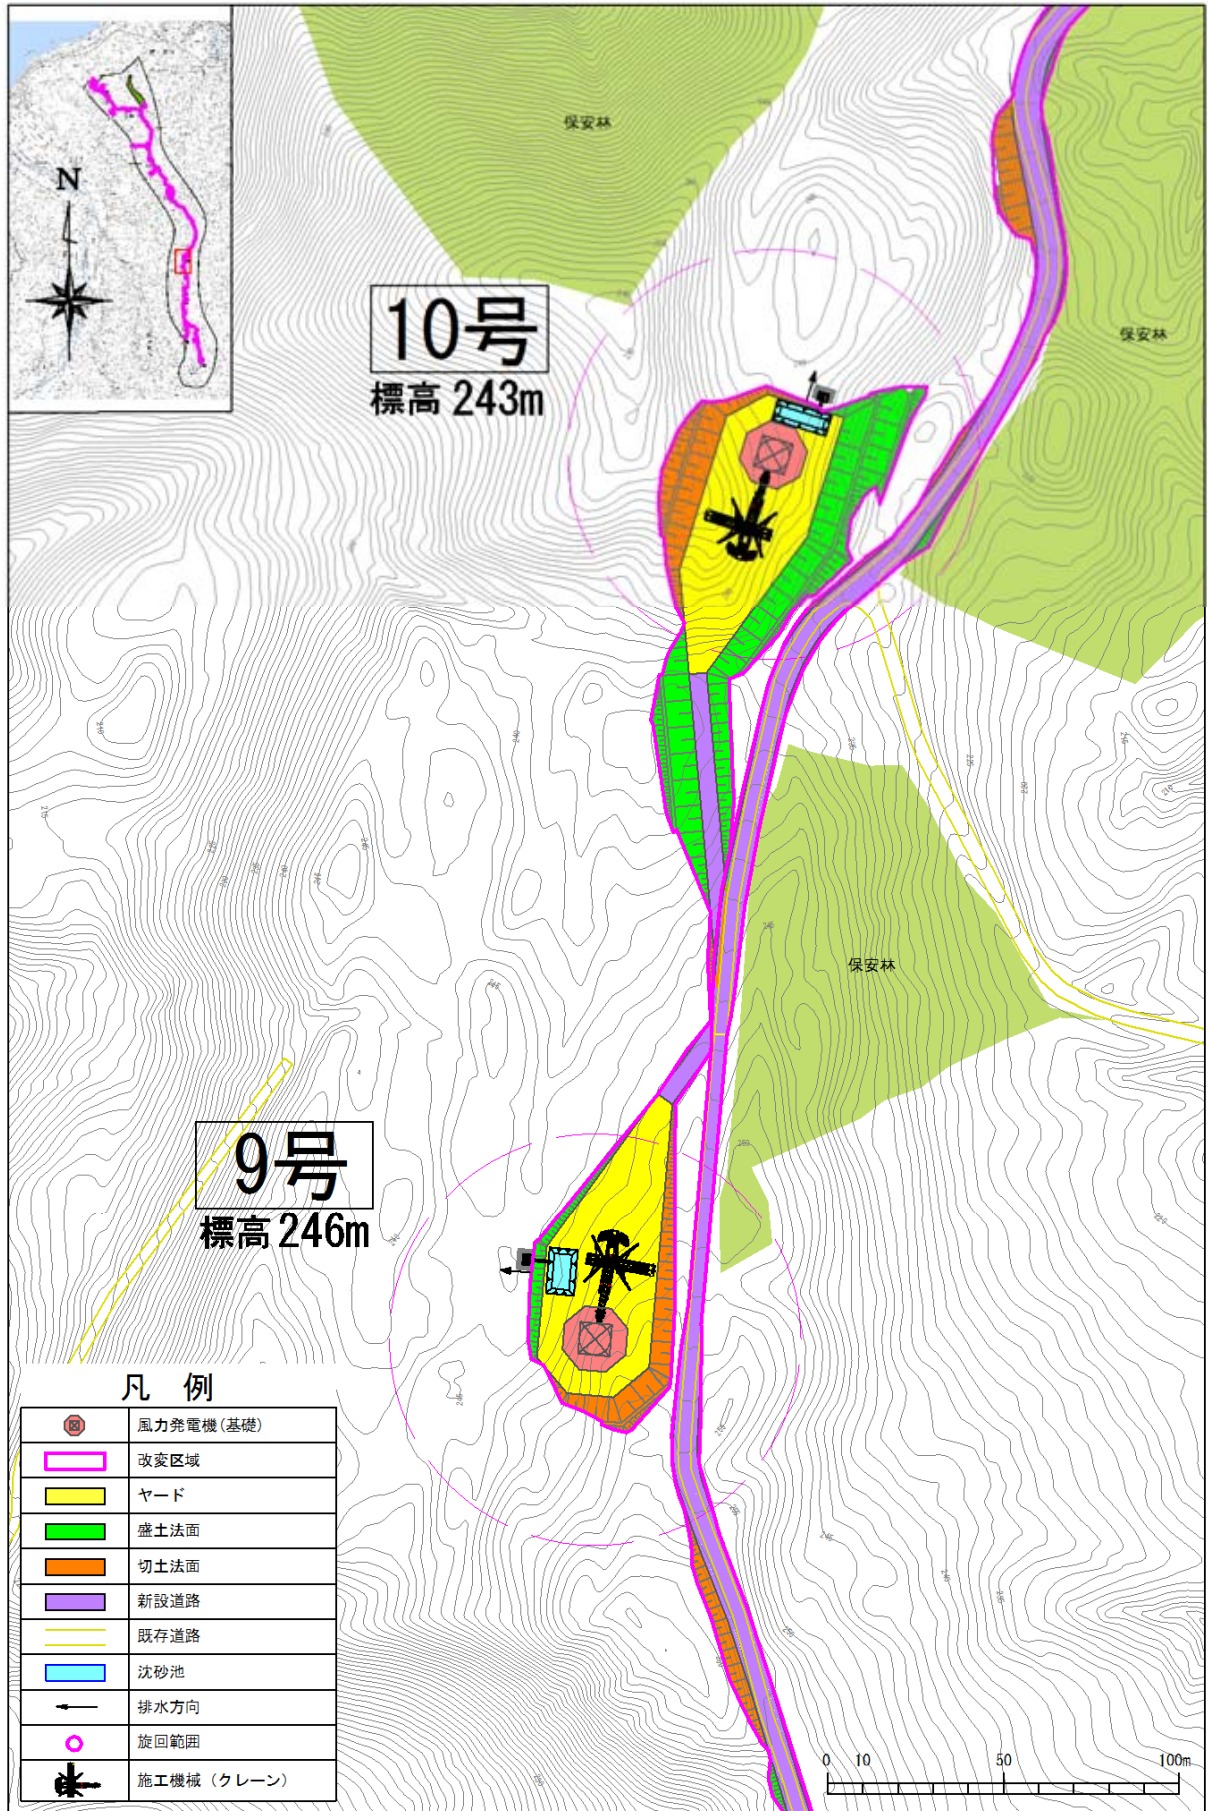 N
保安林
10号
標高 243m
保安林
保安林
9号
標高 246m
凡 例
風力発電機(基礎)
改変区域
ヤード
盛土法面
切土法面
新設道路
既存道路
沈砂池
排水方向
旋回範囲
施工機械(クレーン)
0 10 50 100m